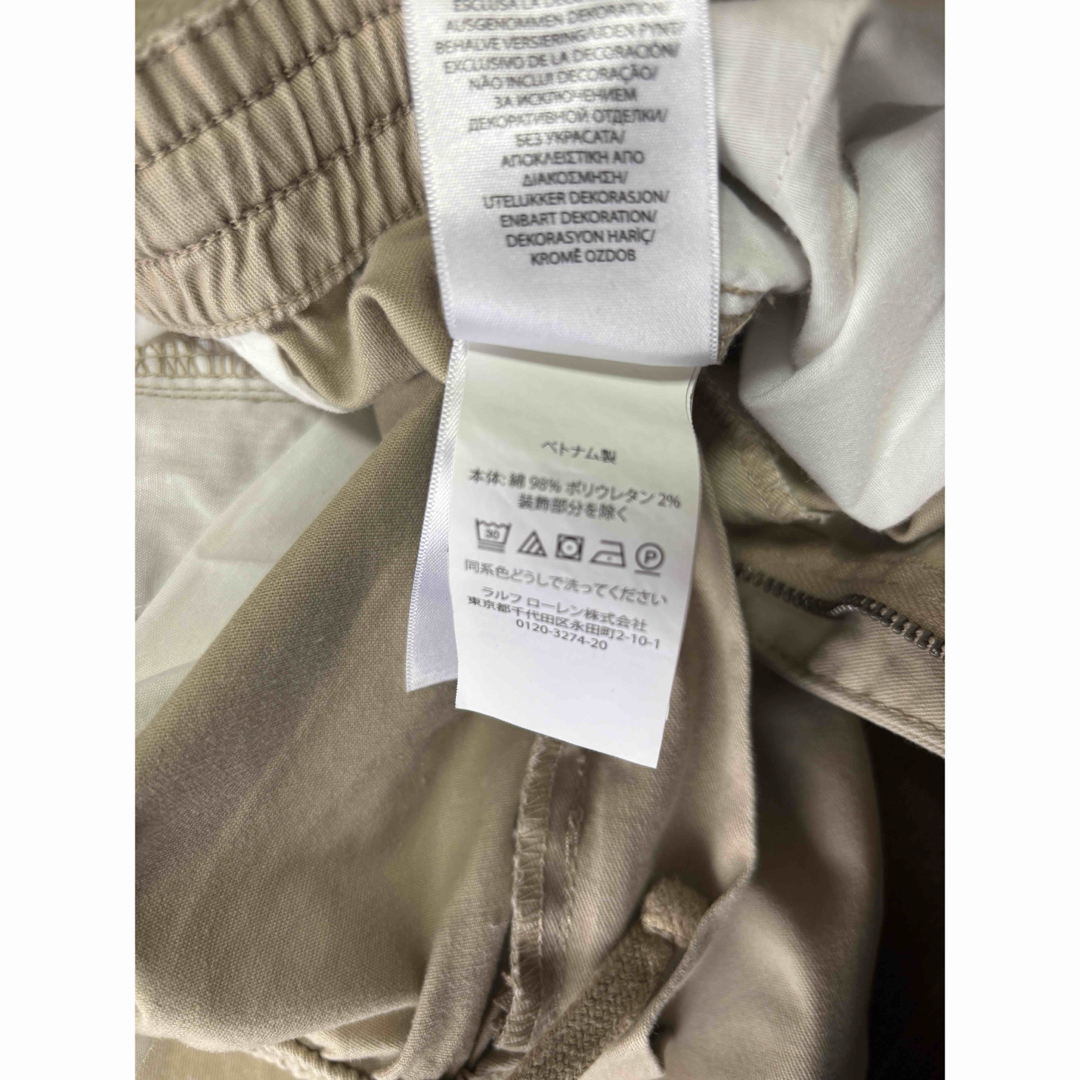 ESCLUSA LA DECORAZIONE/
AUSGENOMMEN DEKORATION/
BEHALVE VERSIERING/UDEN PYNT/
EXCLUSIVO DE LA DECORACIÓN/
NÃO INCLUI DECORAÇÃO/
ЗА ИСКЛЮЧЕНИЕМ
ДЕКОРАТИВНОЙ ОТДЕЛКИ/
БЕЗ УКРАСАТА/
ΑΠΟΚΛΕΙΣΤΙΚΗ ΑΠΟ
ΔΙΑΚΟΣΜΗΣΗ/
UTELUKKER DEKORASJON/
ENBART DEKORATION/
DEKORASYON HARİÇ/
KROMĚ OZDOB
ベトナム製
本体: 綿 98% ポリウレタン 2%
装飾部分を除く
30 P
同系色どうしで洗ってください
ラルフ ローレン株式会社
東京都千代田区永田町2-10-1
0120-3274-20